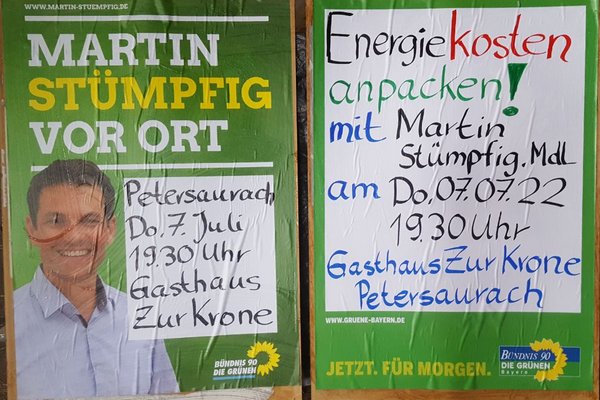 WWW.MARTIN-STUEMPFIG.DE
MARTIN
STÜMPFIG
VOR ORT
Petersaurach
Do, 7. Juli
19.30 Uhr
Gasthaus
Zur Krone
BÜNDNIS 90
DIE GRÜNEN
Energiekosten
anpacken!
mit Martin
Stümpfig, MdL
am Do, 07.07.22
19.30 Uhr
Gasthaus Zur Krone
Petersaurach
WWW.GRUENE-BAYERN.DE
JETZT. FÜR MORGEN.
BÜNDNIS 90
DIE GRÜNEN
Bayern